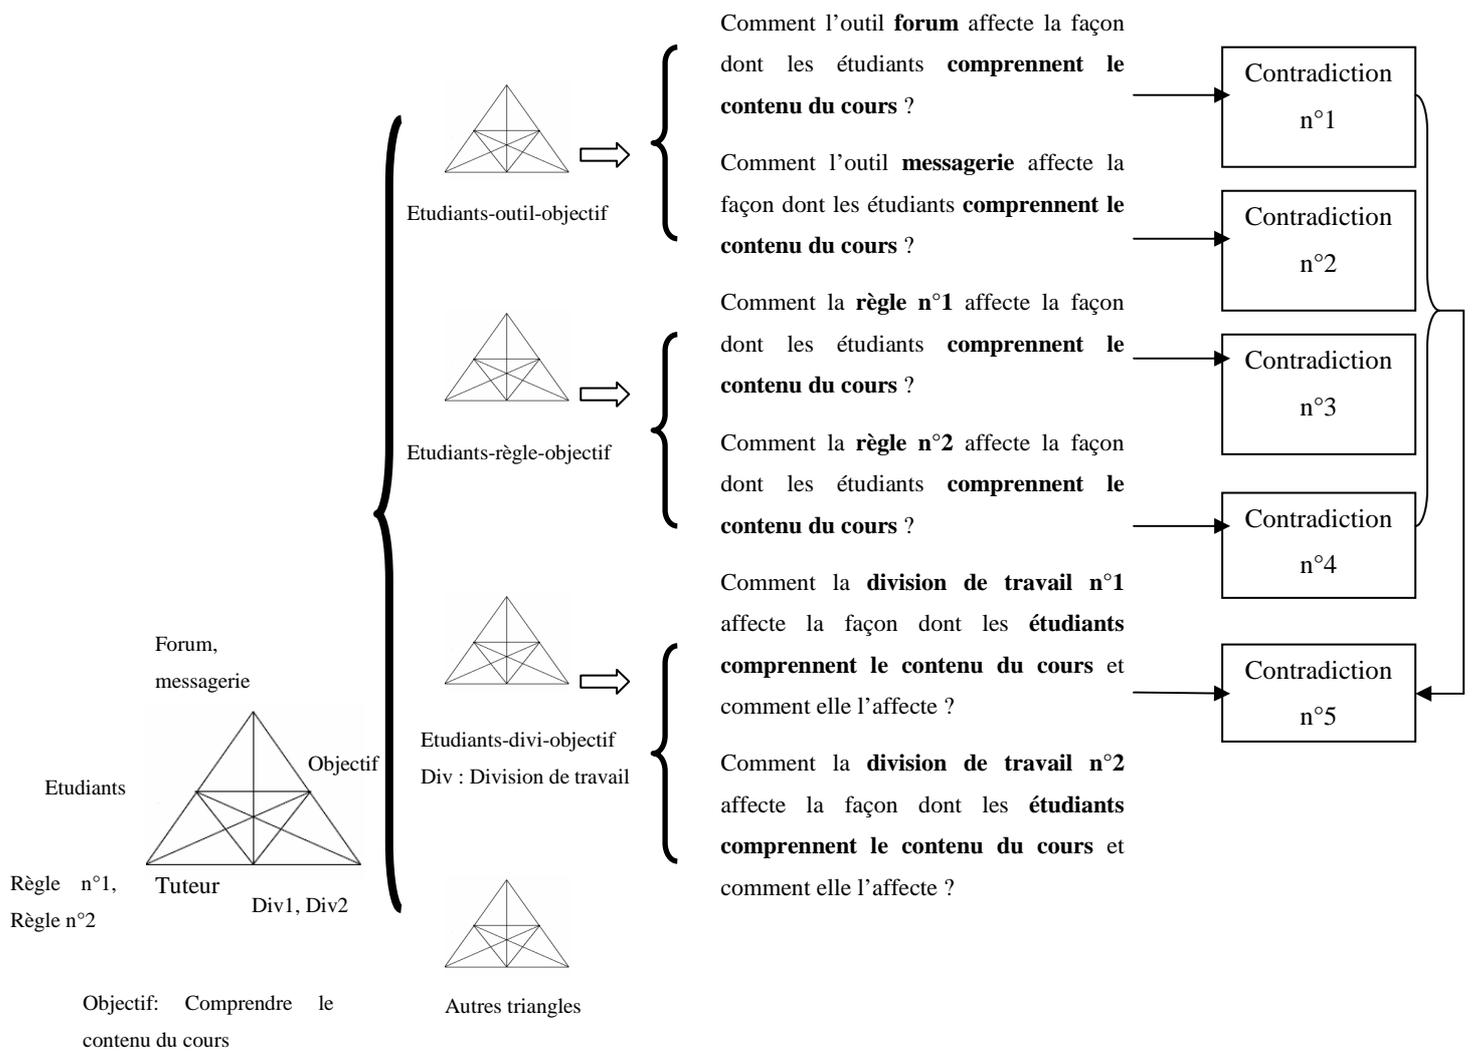 Comment l’outil forum affecte la façon
dont les étudiants comprennent le
contenu du cours ?
Comment l’outil messagerie affecte la
façon dont les étudiants comprennent le
contenu du cours ?
Comment la règle n°1 affecte la façon
dont les étudiants comprennent le
contenu du cours ?
Comment la règle n°2 affecte la façon
dont les étudiants comprennent le
contenu du cours ?
Comment la division de travail n°1
affecte la façon dont les étudiants
comprennent le contenu du cours et
comment elle l’affecte ?
Comment la division de travail n°2
affecte la façon dont les étudiants
comprennent le contenu du cours et
comment elle l’affecte ?
Contradiction
n°1
Contradiction
n°2
Contradiction
n°3
Contradiction
n°4
Contradiction
n°5
Etudiants-outil-objectif
Etudiants-règle-objectif
Etudiants-divi-objectif
Div : Division de travail
Autres triangles
Forum,
messagerie
Objectif
Etudiants
Règle n°1,
Règle n°2
Tuteur
Div1, Div2
Objectif: Comprendre le
contenu du cours